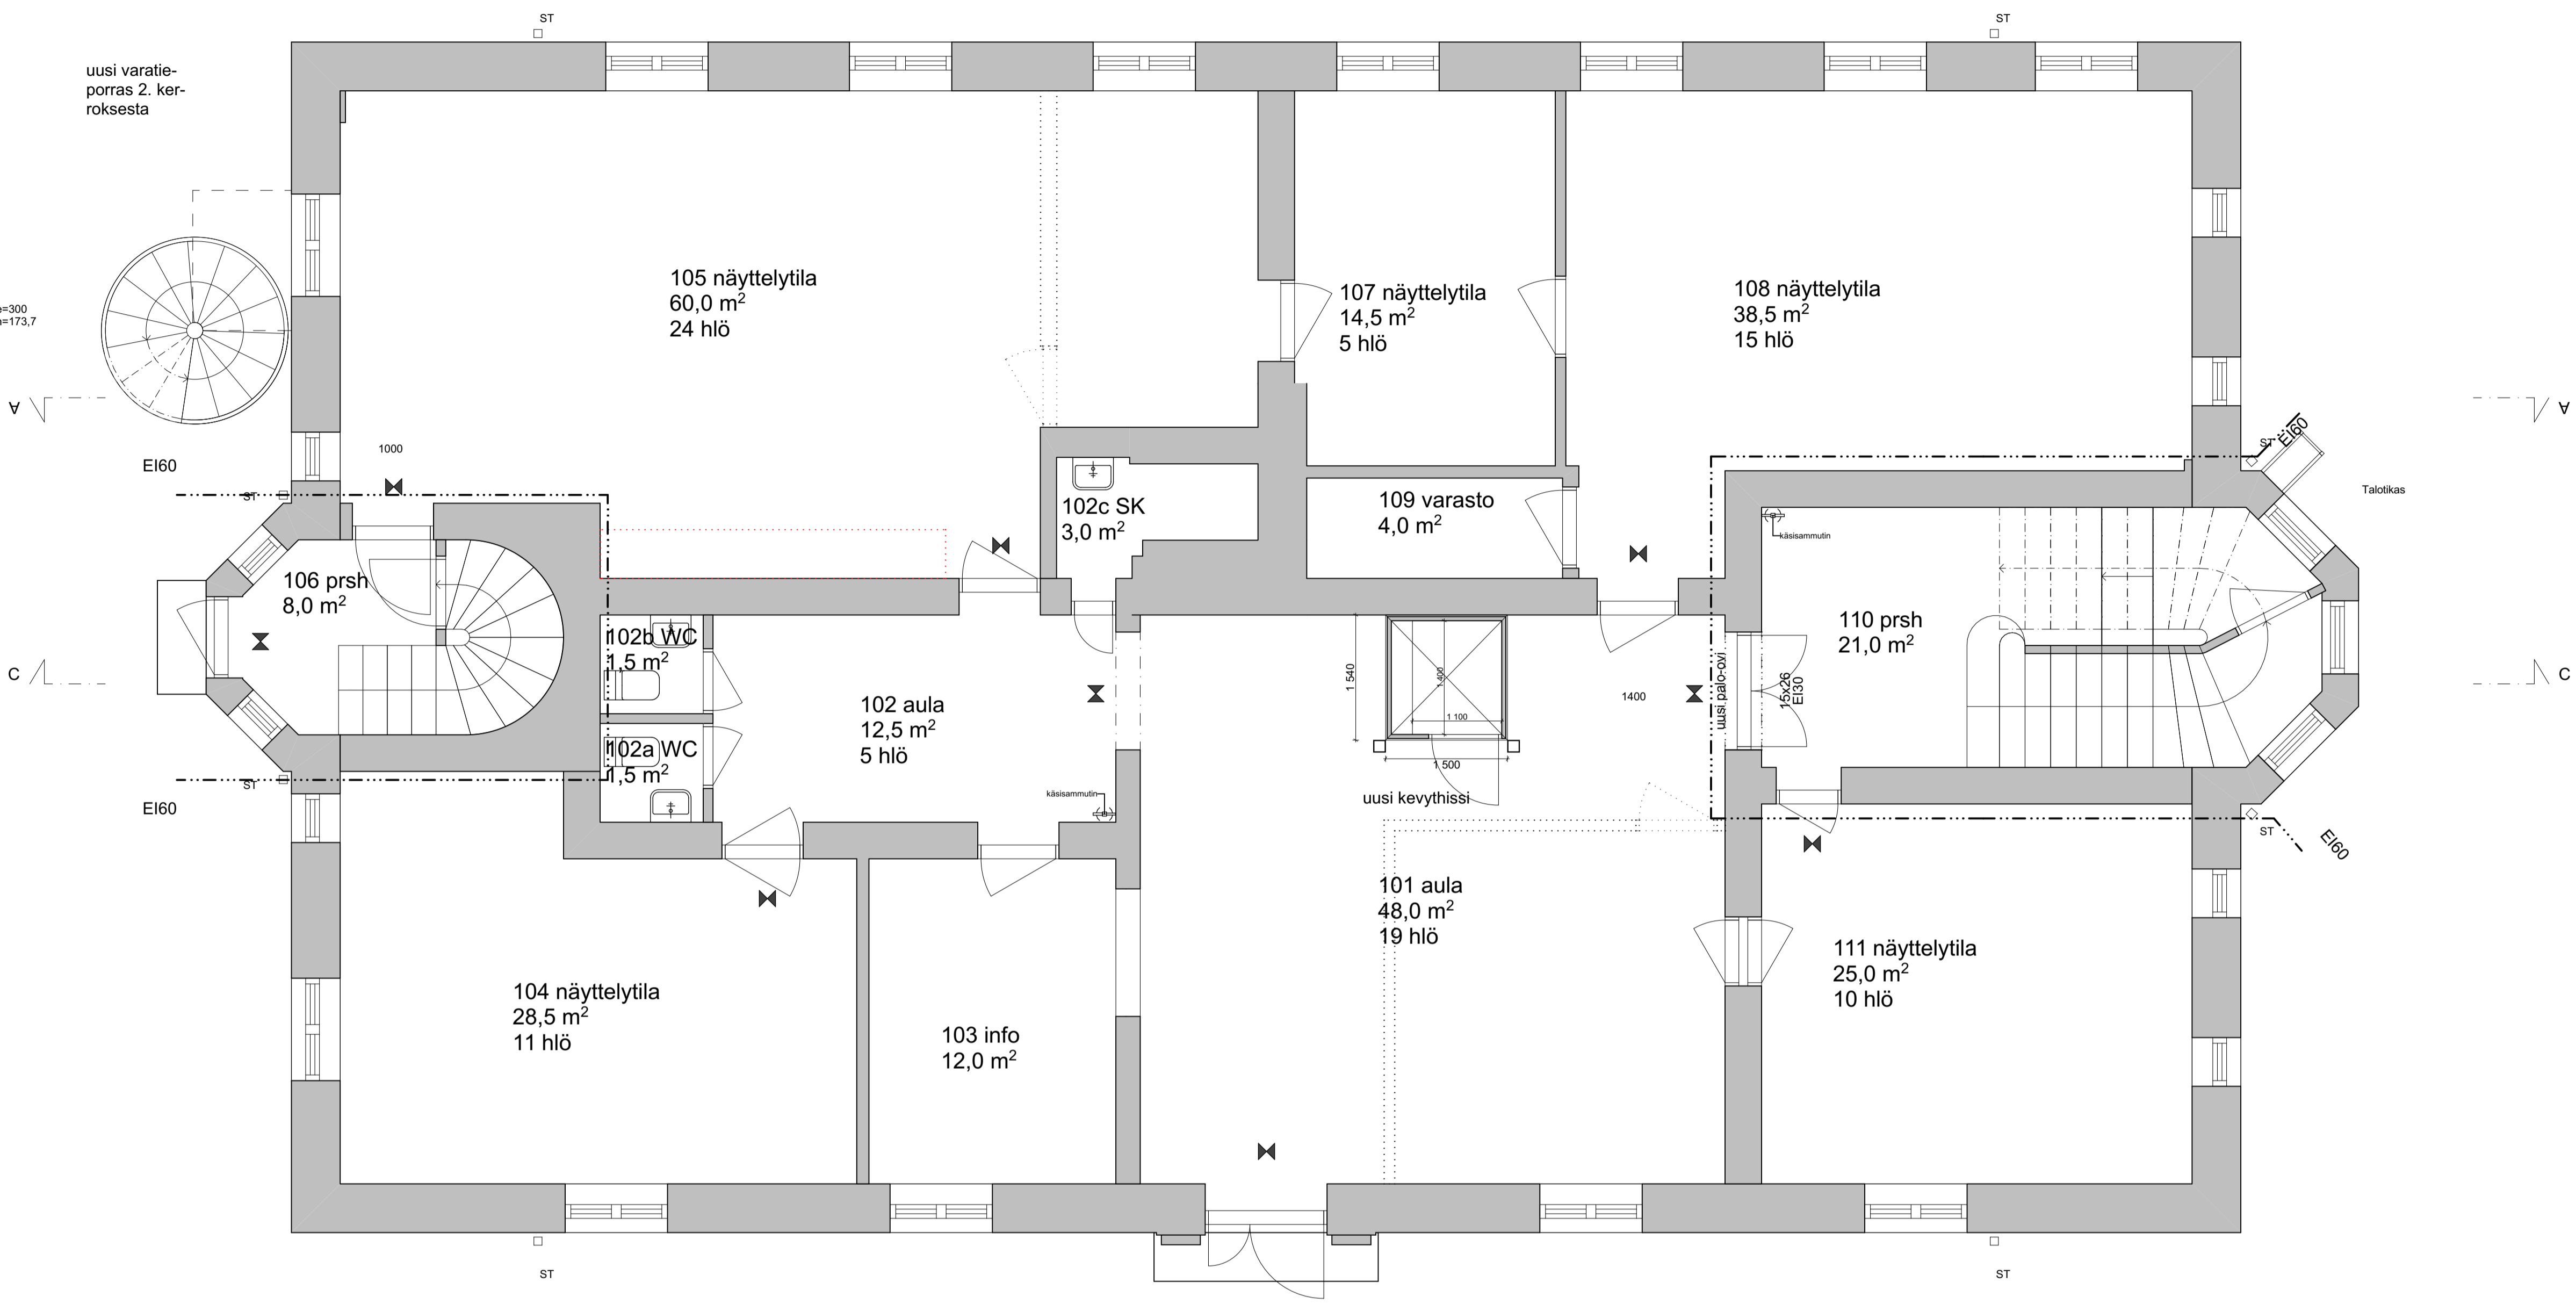 ST
ST
uusi varatie-
porras 2. ker-
roksesta
105 näyttelytila
60,0 m²
24 hlö
107 näyttelytila
14,5 m²
5 hlö
108 näyttelytila
38,5 m²
15 hlö
=300
=173,7
A
A
EI60
1000
ST
ST
EI60
Talotikas
102c SK
3,0 m²
109 varasto
4,0 m²
käsisammutin
106 prsh
8,0 m²
110 prsh
21,0 m²
102b WC
1,5 m²
C
C
1 540
1 400
1 100
1 500
1400
uusi palo-ovi
15x26
EI30
102 aula
12,5 m²
5 hlö
102a WC
1,5 m²
ST
EI60
käsisammutin
uusi kevythissi
ST
EI60
101 aula
48,0 m²
19 hlö
111 näyttelytila
25,0 m²
10 hlö
104 näyttelytila
28,5 m²
11 hlö
103 info
12,0 m²
ST
ST